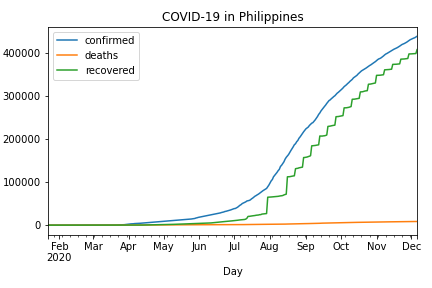 COVID-19 in Philippines
confirmed
deaths
recovered
400000
300000
200000
100000
0
Feb Mar Apr May Jun Jul Aug Sep Oct Nov Dec
2020
Day